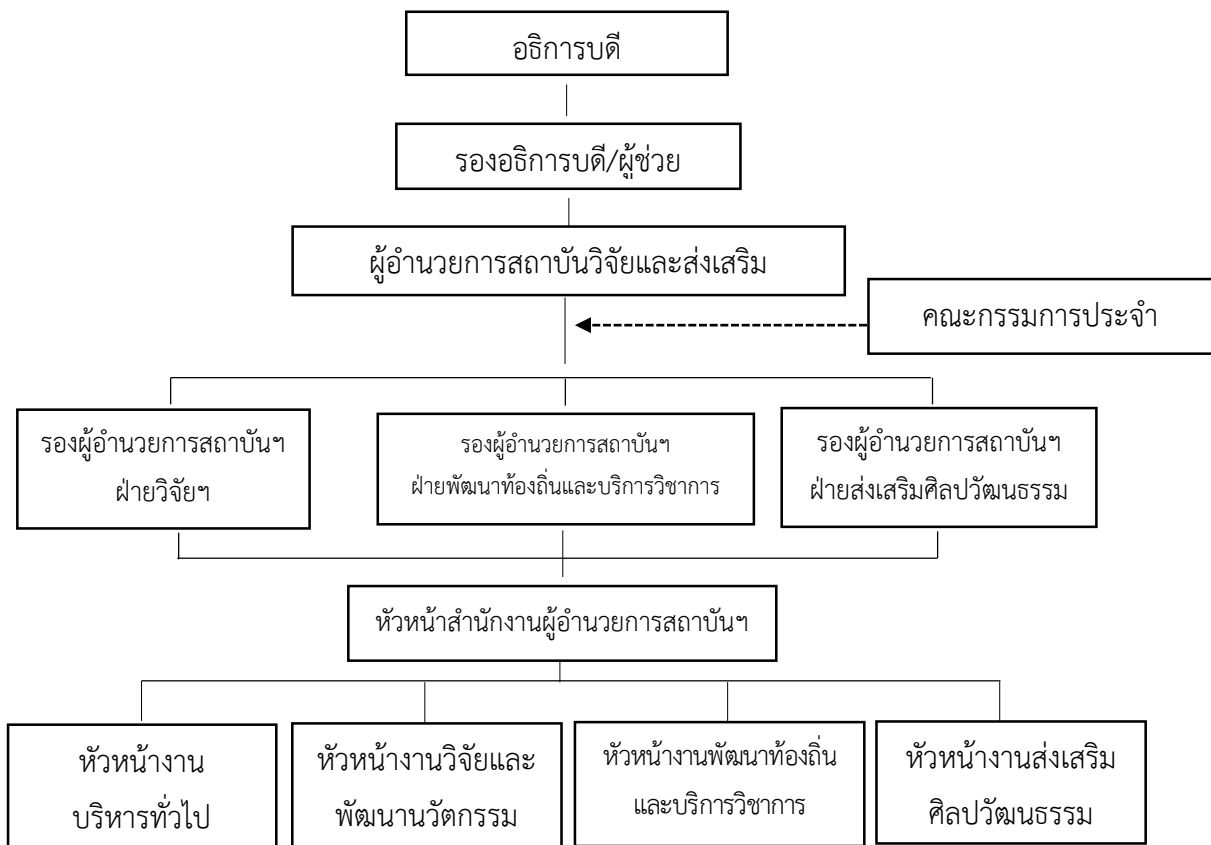 อธิการบดี
รองอธิการบดี/ผู้ช่วย
ผู้อำนวยการสถาบันวิจัยและส่งเสริม
คณะกรรมการประจำ
รองผู้อำนวยการสถาบันฯ
ฝ่ายวิจัยฯ
รองผู้อำนวยการสถาบันฯ
ฝ่ายพัฒนาท้องถิ่นและบริการวิชาการ
รองผู้อำนวยการสถาบันฯ
ฝ่ายส่งเสริมศิลปวัฒนธรรม
หัวหน้าสำนักงานผู้อำนวยการสถาบันฯ
หัวหน้างาน
บริหารทั่วไป
หัวหน้างานวิจัยและ
พัฒนานวัตกรรม
หัวหน้างานพัฒนาท้องถิ่น
และบริการวิชาการ
หัวหน้างานส่งเสริม
ศิลปวัฒนธรรม